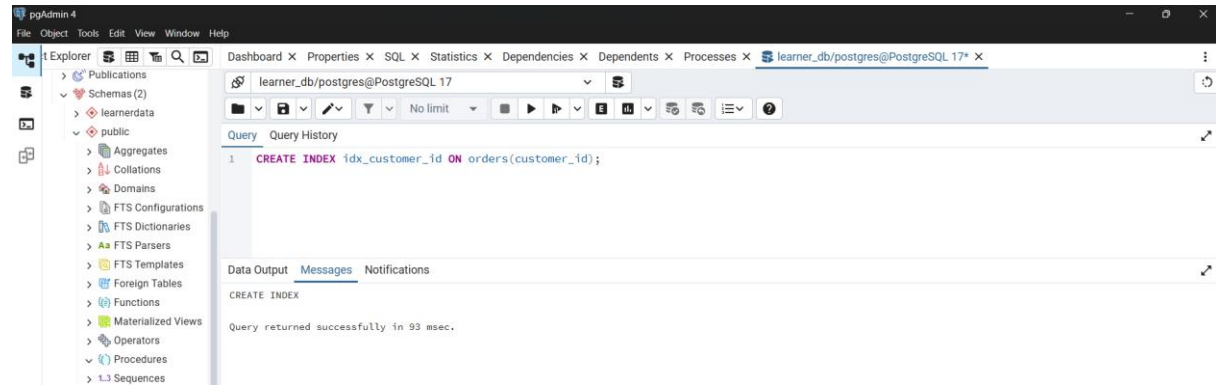 pgAdmin 4
File Object Tools Edit View Window Help
t Explorer
Dashboard X Properties X SQL X Statistics X Dependencies X Dependents X Processes X learner_db/postgres@PostgreSQL 17* X
Publications
Schemas (2)
learnerdata
public
Aggregates
Collations
Domains
FTS Configurations
FTS Dictionaries
Aa FTS Parsers
FTS Templates
Foreign Tables
Functions
Materialized Views
Operators
Procedures
1..3 Sequences
learner_db/postgres@PostgreSQL 17
No limit
E
Query Query History
1 CREATE INDEX idx_customer_id ON orders(customer_id);
Data Output Messages Notifications
CREATE INDEX
Query returned successfully in 93 msec.